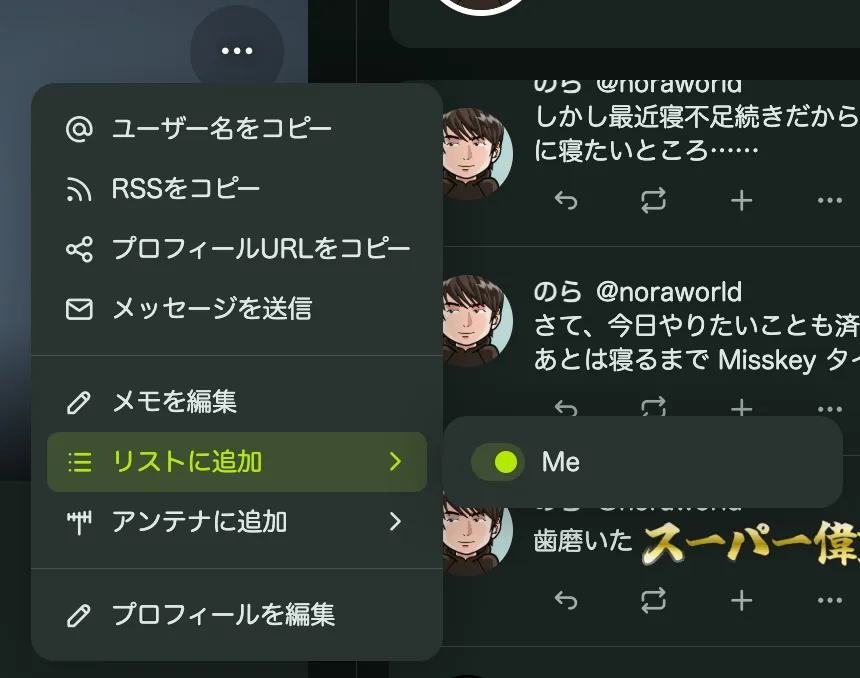 ユーザー名をコピー
RSSをコピー
プロフィールURLをコピー
メッセージを送信
メモを編集
リストに追加
アンテナに追加
プロフィールを編集
Me
のら @noraworld
しかし最近寝不足続きだから
に寝たいところ……
のら @noraworld
さて、今日やりたいことも済
あとは寝るまで Misskey タイ
のら @noraworld
歯磨いた スーパー偉